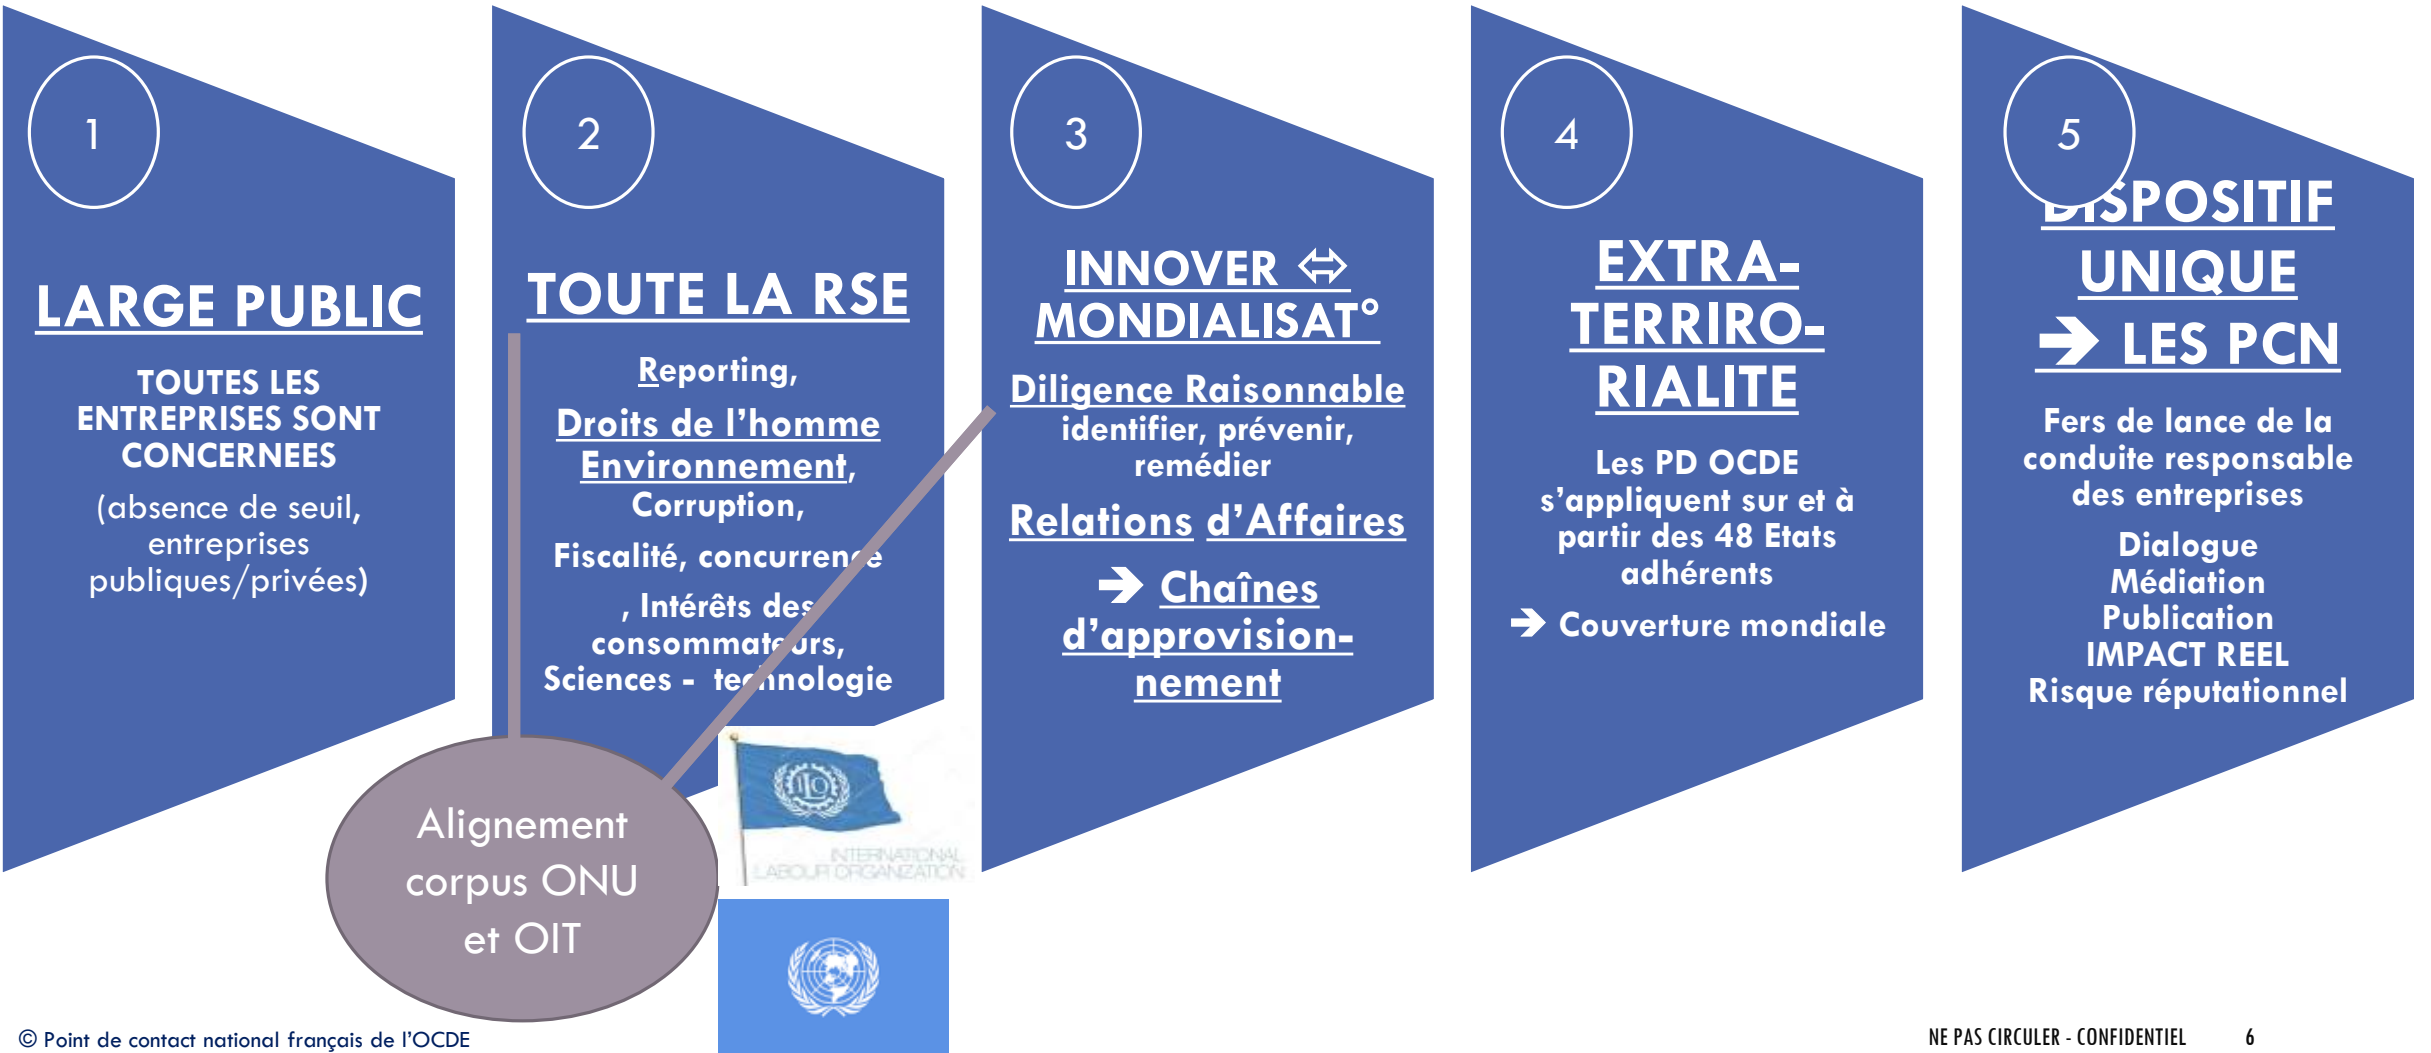 1
LARGE PUBLIC
TOUTES LES
ENTREPRISES SONT
CONCERNEES
(absence de seuil,
entreprises
publiques/privées)
2
TOUTE LA RSE
Reporting,
Droits de l'homme
Environnement,
Corruption,
Fiscalité, concurrence
, Intérêts des
consommateurs,
Sciences - technologie
3
INNOVER ⬄
MONDIALISAT°
Diligence Raisonnable
identifier, prévenir,
remédier
Relations d'Affaires
➔ Chaînes
d'approvision-
nement
4
EXTRA-
TERRIRO-
RIALITE
Les PD OCDE
s'appliquent sur et à
partir des 48 Etats
adhérents
➔ Couverture mondiale
5
DISPOSITIF
UNIQUE
➔ LES PCN
Fers de lance de la
conduite responsable
des entreprises
Dialogue
Médiation
Publication
IMPACT REEL
Risque réputationnel
Alignement
corpus ONU
et OIT
ILO
INTERNATIONAL
LABOUR ORGANIZATION
© Point de contact national français de l'OCDE
NE PAS CIRCULER - CONFIDENTIEL 6